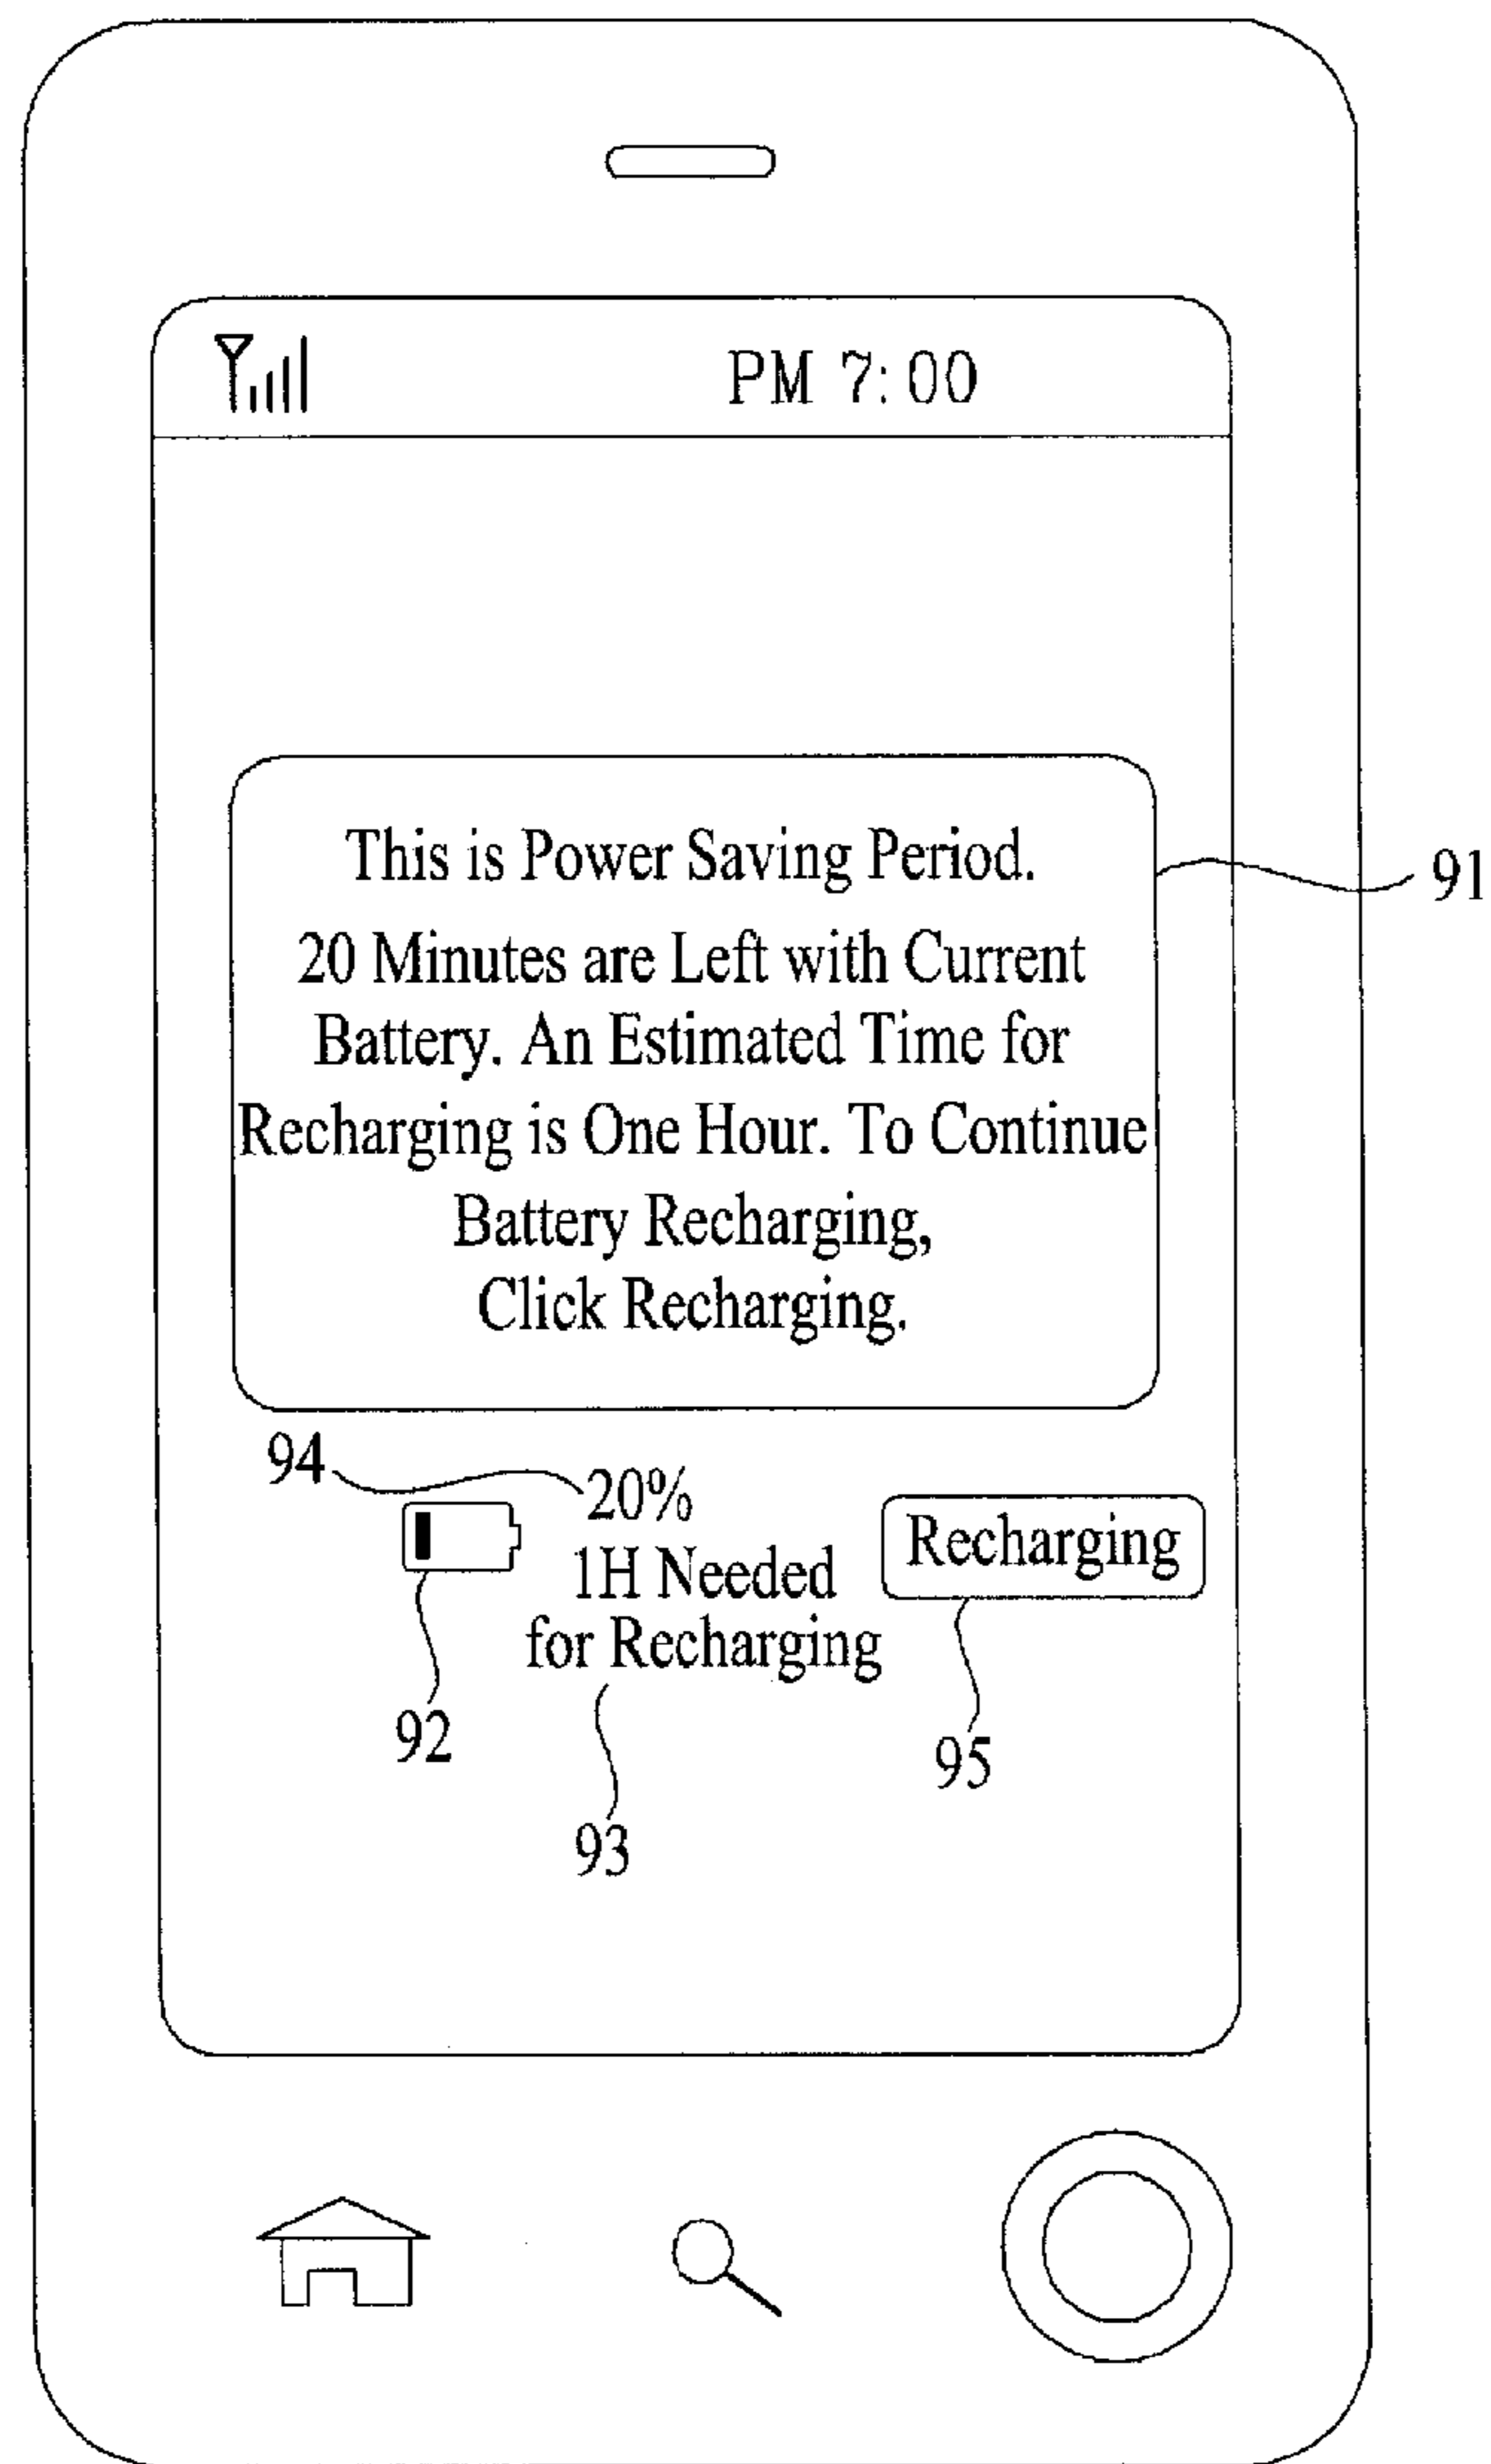 PM 7:00
This is Power Saving Period.
20 Minutes are Left with Current
Battery. An Estimated Time for
Recharging is One Hour. To Continue
Battery Recharging,
Click Recharging.
91
94
20%
1H Needed
for Recharging
Recharging
92
93
95